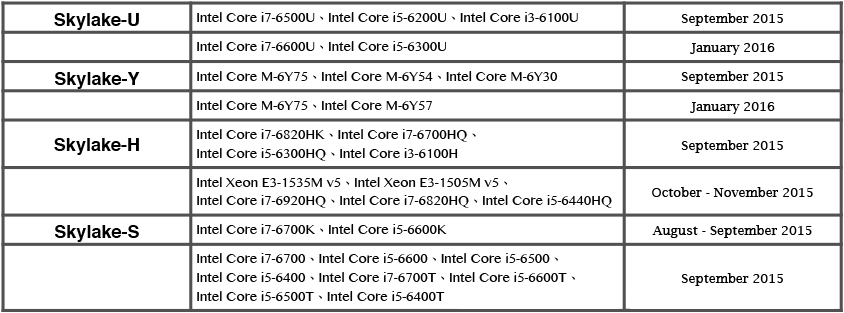 Skylake-U Intel Core i7-6500U、Intel Core i5-6200U、Intel Core i3-6100U September 2015
Intel Core i7-6600U、Intel Core i5-6300U January 2016
Skylake-Y Intel Core M-6Y75、Intel Core M-6Y54、Intel Core M-6Y30 September 2015
Intel Core M-6Y75、Intel Core M-6Y57 January 2016
Skylake-H Intel Core i7-6820HK、Intel Core i7-6700HQ、
Intel Core i5-6300HQ、Intel Core i3-6100H September 2015
Intel Xeon E3-1535M v5、Intel Xeon E3-1505M v5、
Intel Core i7-6920HQ、Intel Core i7-6820HQ、Intel Core i5-6440HQ October - November 2015
Skylake-S Intel Core i7-6700K、Intel Core i5-6600K August - September 2015
Intel Core i7-6700、Intel Core i5-6600、Intel Core i5-6500、
Intel Core i5-6400、Intel Core i7-6700T、Intel Core i5-6600T、 September 2015
Intel Core i5-6500T、Intel Core i5-6400T